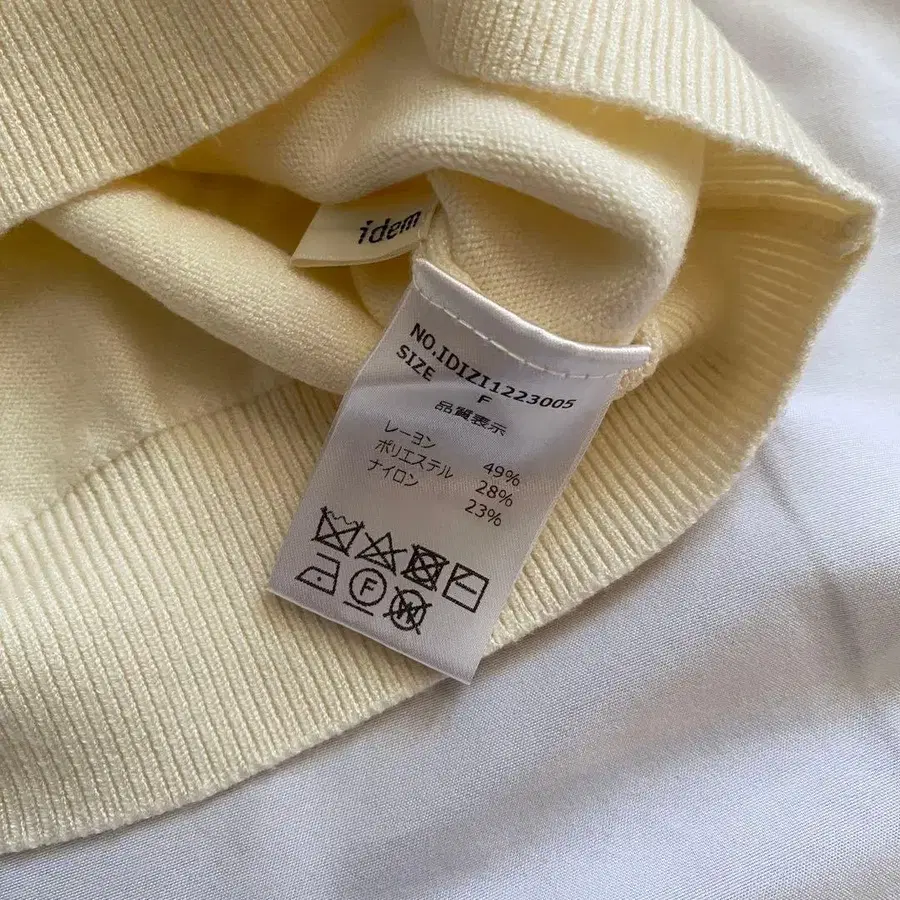 idem
NO.IDIZI1223005
SIZE
F
品質表示
レーヨン 49%
ポリエステル 28%
ナイロン 23%
F
W